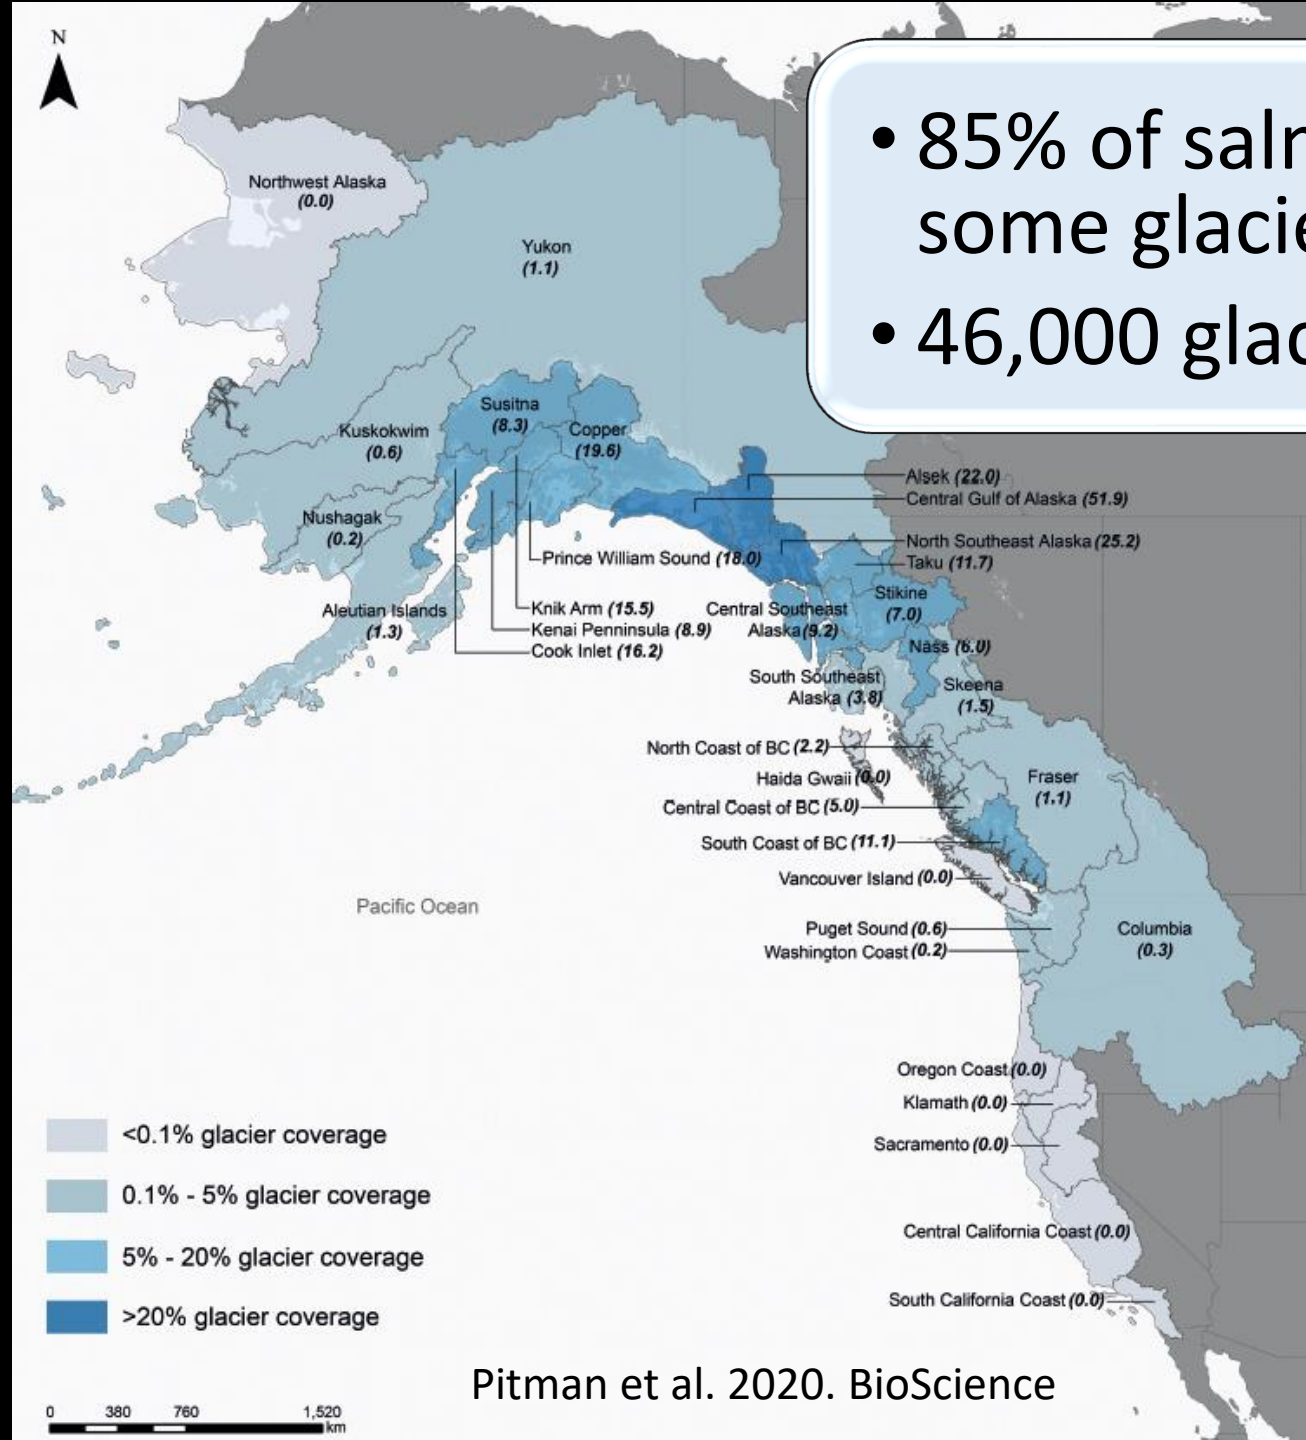 N
• 85% of saln
some glacie
• 46,000 glac
Northwest Alaska
(0.0)
Yukon
(1.1)
Susitna
(8.3)
Copper
(19.6)
Kuskokwim
(0.6)
Alsek (22.0)
Central Gulf of Alaska (51.9)
Nushagak
(0.2)
North Southeast Alaska (25.2)
Prince William Sound (18.0)
Taku (11.7)
Stikine
(7.0)
Aleutian Islands
(1.3)
Knik Arm (15.5)
Kenai Penninsula (8.9)
Cook Inlet (16.2)
Central Southeast
Alaska (9.2)
Nass (6.0)
South Southeast
Alaska (3.8)
Skeena
(1.5)
North Coast of BC (2.2)
Haida Gwaii (0.0)
Fraser
(1.1)
Central Coast of BC (5.0)
South Coast of BC (11.1)
Vancouver Island (0.0)
Pacific Ocean
Puget Sound (0.6)
Washington Coast (0.2)
Columbia
(0.3)
Oregon Coast (0.0)
Klamath (0.0)
Sacramento (0.0)
Central California Coast (0.0)
South California Coast (0.0)
<0.1% glacier coverage
0.1% - 5% glacier coverage
5% - 20% glacier coverage
>20% glacier coverage
Pitman et al. 2020. BioScience
0 380 760 1,520
km